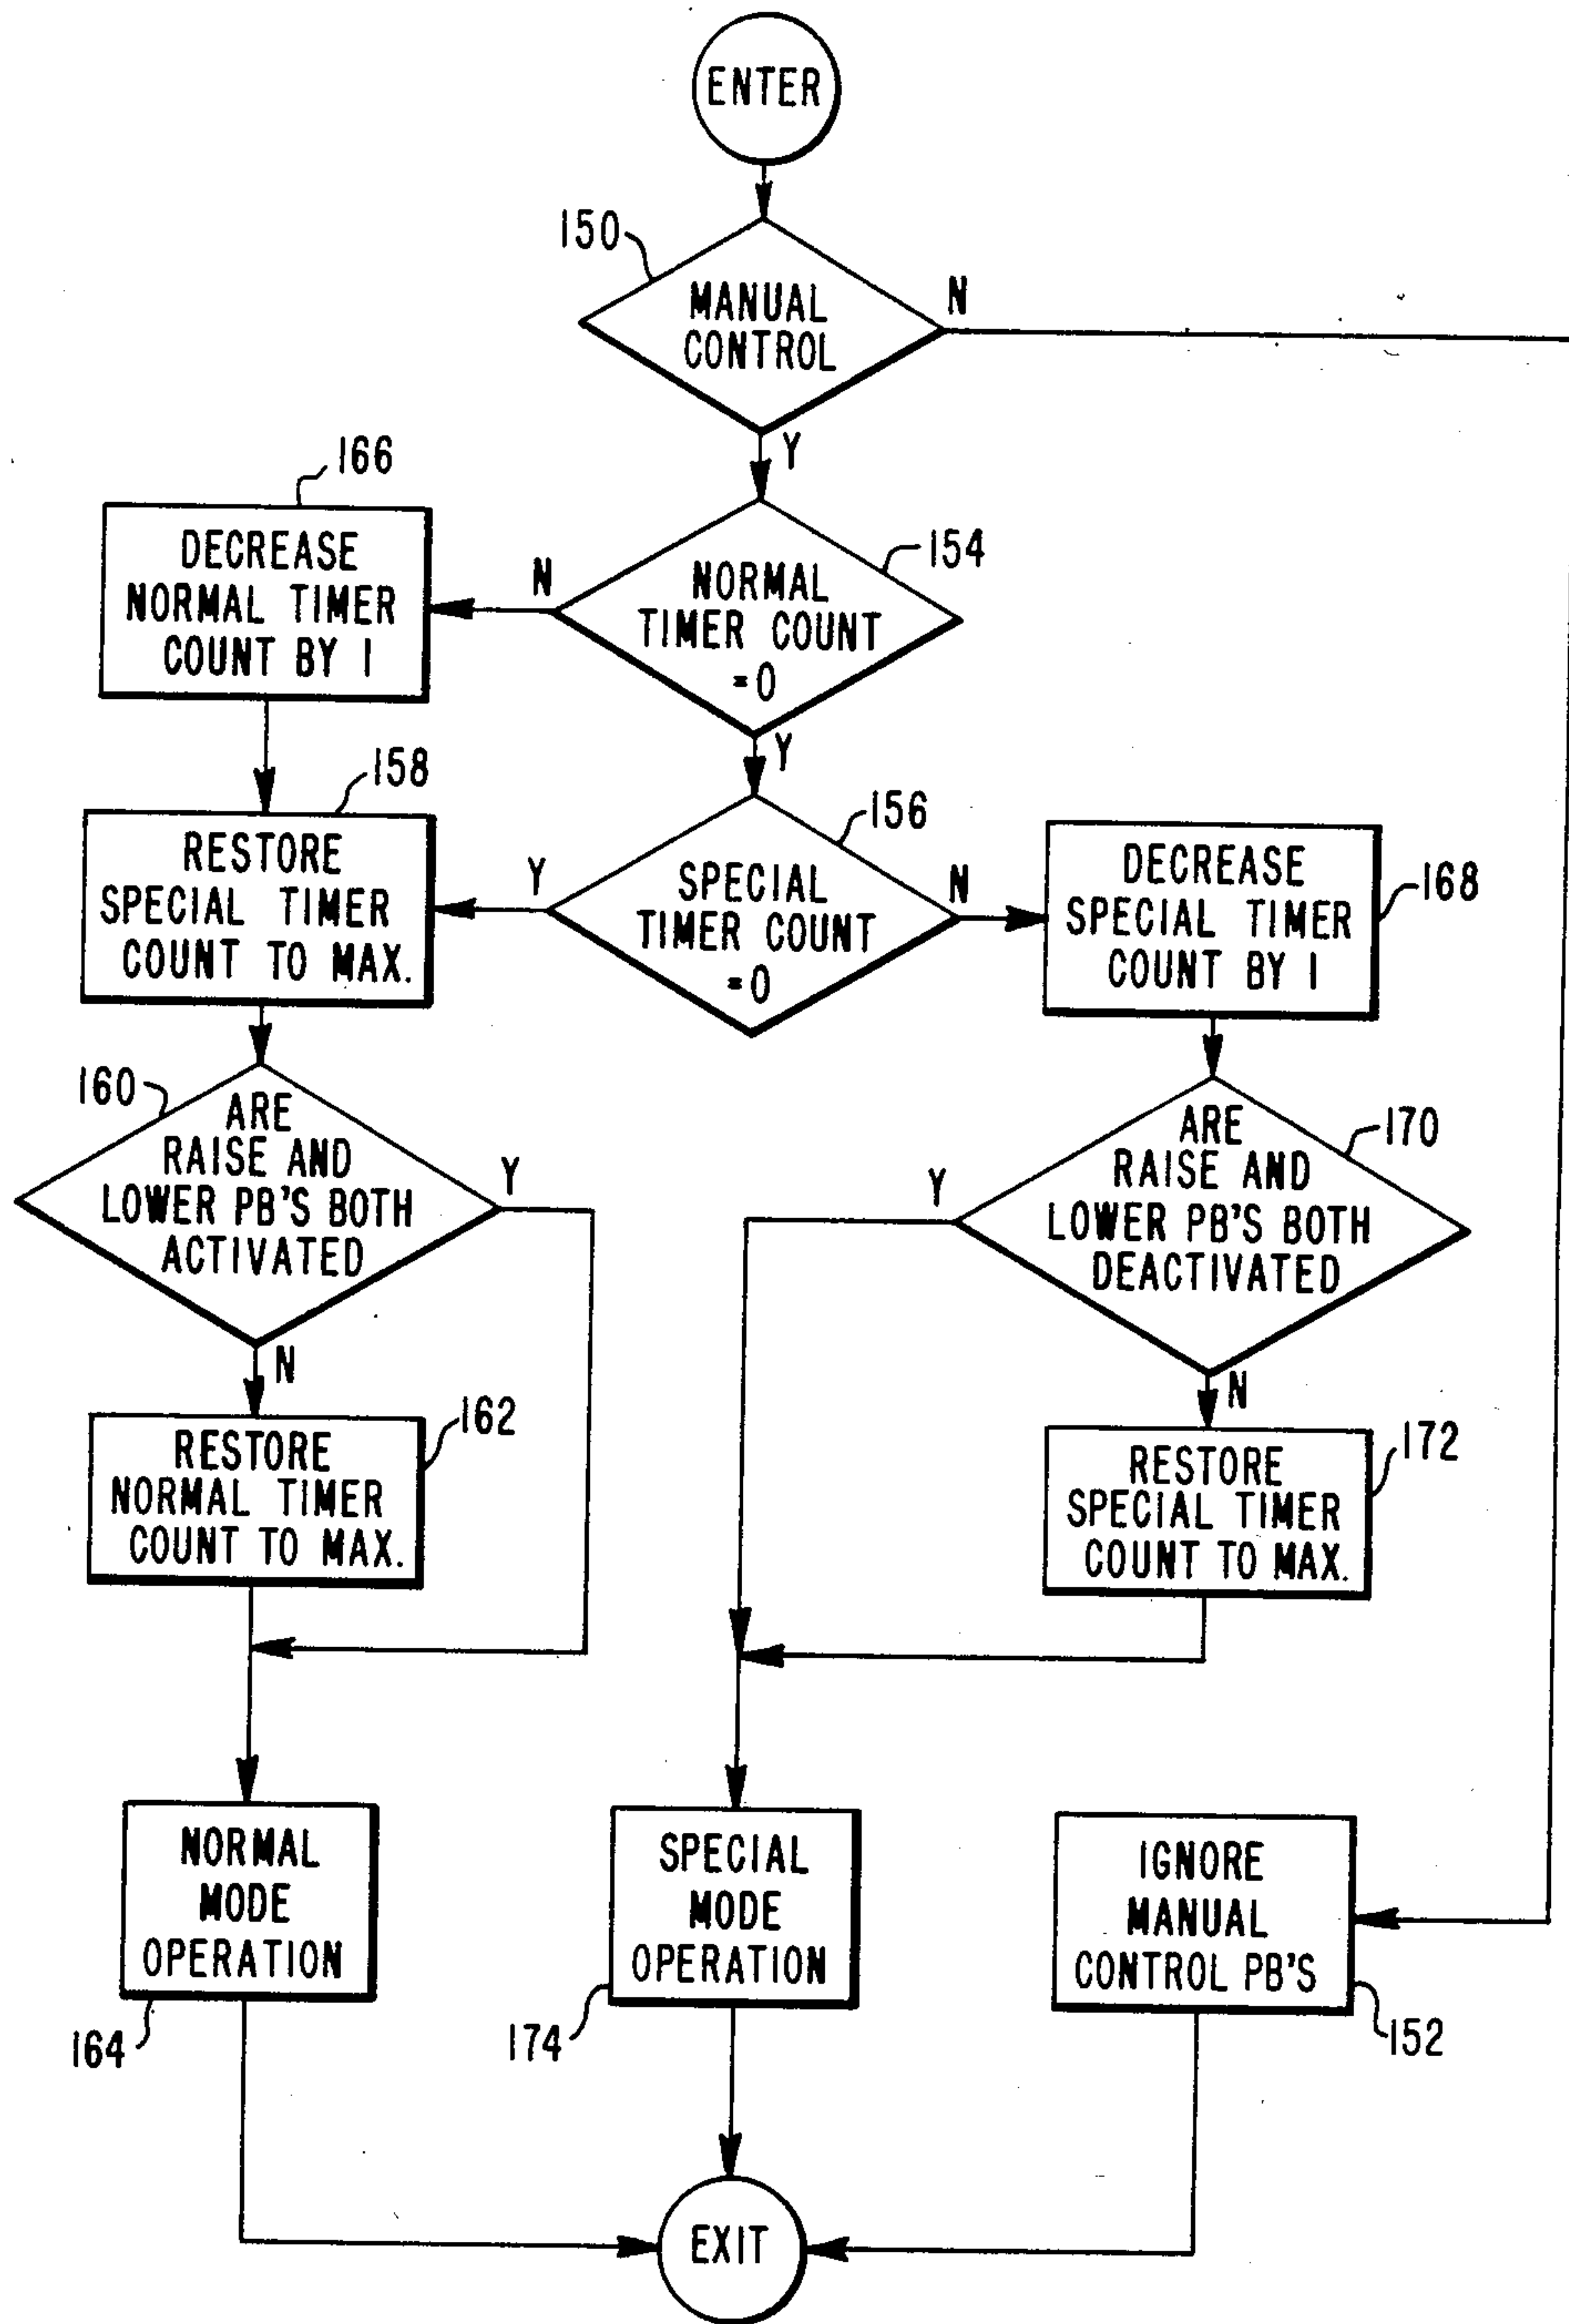 ENTER
150
MANUAL
CONTROL
N
Y
166
DECREASE
NORMAL TIMER
COUNT BY 1
N
154
NORMAL
TIMER COUNT
=0
Y
158
RESTORE
SPECIAL TIMER
COUNT TO MAX.
Y
156
SPECIAL
TIMER COUNT
=0
N
DECREASE
SPECIAL TIMER
COUNT BY 1
168
160
ARE
RAISE AND
LOWER PB'S BOTH
ACTIVATED
Y
N
Y
ARE
RAISE AND
LOWER PB'S BOTH
DEACTIVATED
170
N
RESTORE
NORMAL TIMER
COUNT TO MAX.
162
RESTORE
SPECIAL TIMER
COUNT TO MAX.
172
NORMAL
MODE
OPERATION
164
SPECIAL
MODE
OPERATION
174
IGNORE
MANUAL
CONTROL PB'S
152
EXIT